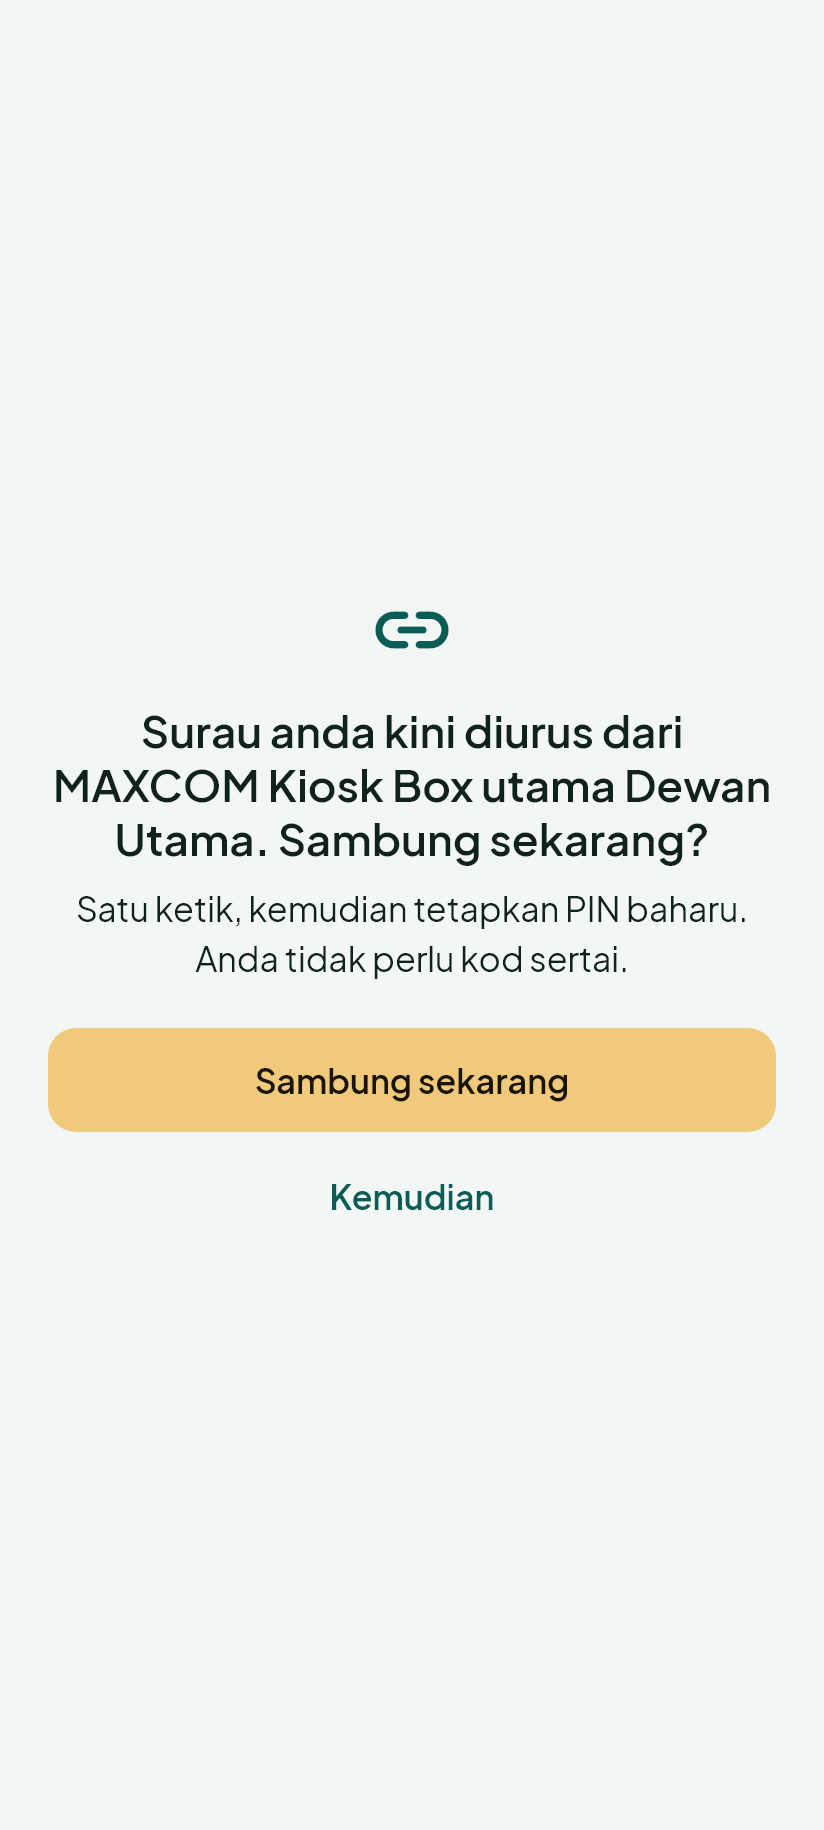 Surau anda kini diurus dari
MAXCOM Kiosk Box utama Dewan
Utama. Sambung sekarang?
Satu ketik, kemudian tetapkan PIN baharu.
Anda tidak perlu kod sertai.
Sambung sekarang
Kemudian